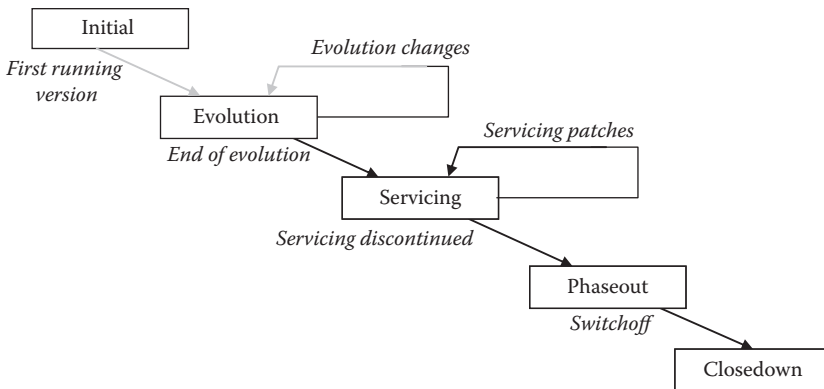 Initial
Evolution changes
First running
version
Evolution
Servicing patches
End of evolution
Servicing
Servicing discontinued
Phaseout
Switchoff
Closedown